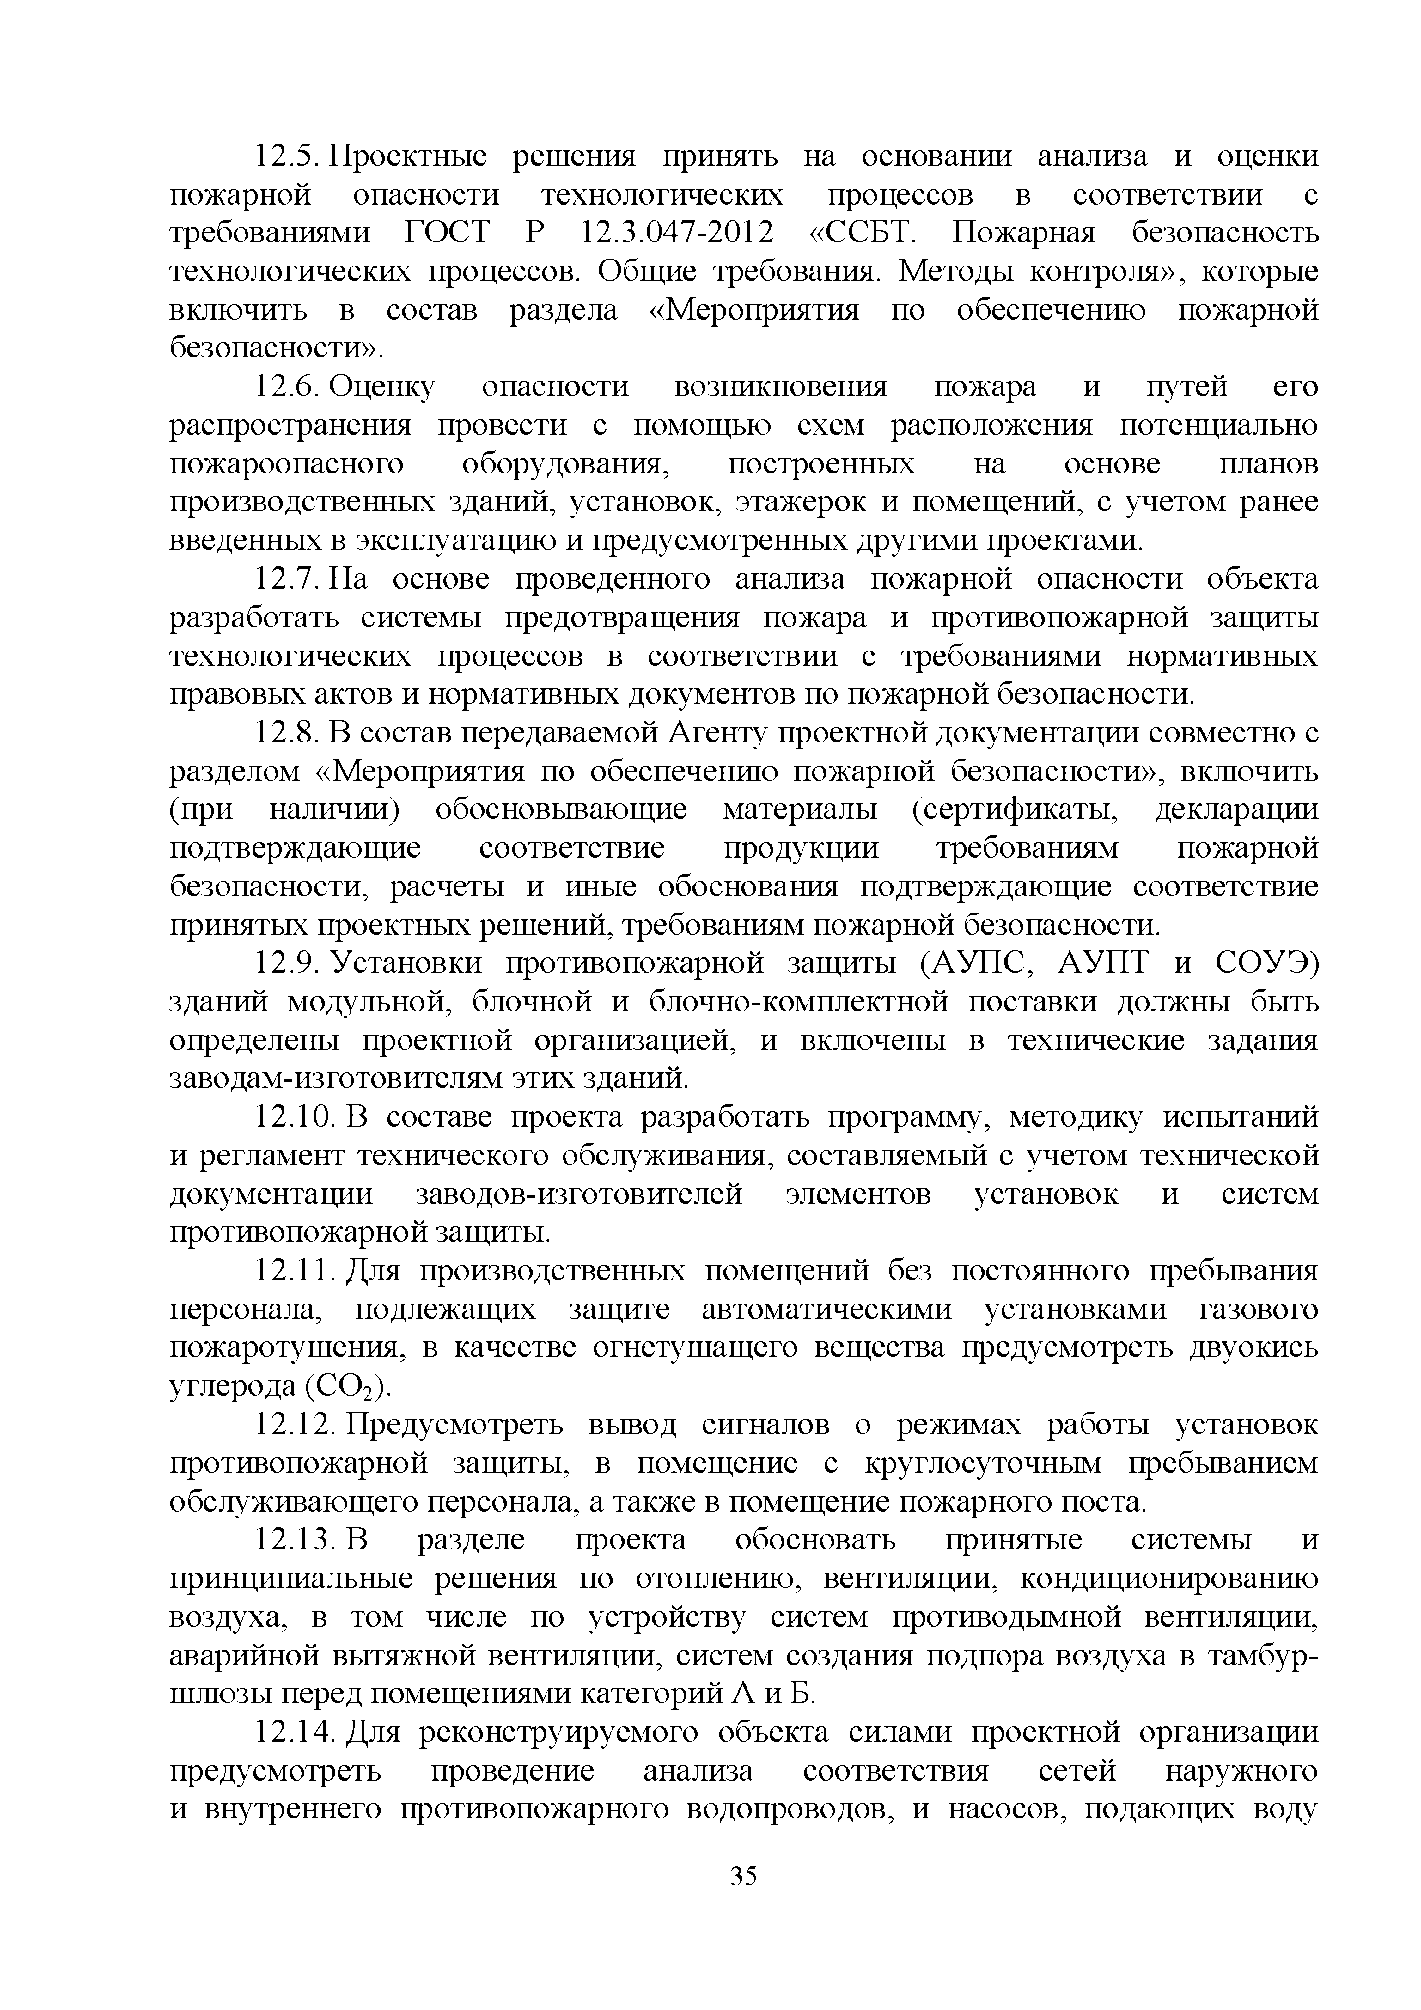 12.5. Проектные решения принять на основании анализа и оценки
пожарной опасности технологических процессов в соответствии с
требованиями ГОСТ Р 12.3.047-2012 «ССБТ. Пожарная безопасность
технологических процессов. Общие требования. Методы контроля», которые
включить в состав раздела «Мероприятия по обеспечению пожарной
безопасности».
12.6. Оценку опасности возникновения пожара и путей его
распространения провести с помощью схем расположения потенциально
пожароопасного оборудования, построенных на основе планов
производственных зданий, установок, этажерок и помещений, с учетом ранее
введенных в эксплуатацию и предусмотренных другими проектами.
12.7. На основе проведенного анализа пожарной опасности объекта
разработать системы предотвращения пожара и противопожарной защиты
технологических процессов в соответствии с требованиями нормативных
правовых актов и нормативных документов по пожарной безопасности.
12.8. В состав передаваемой Агенту проектной документации совместно с
разделом «Мероприятия по обеспечению пожарной безопасности», включить
(при наличии) обосновывающие материалы (сертификаты, декларации
подтверждающие соответствие продукции требованиям пожарной
безопасности, расчеты и иные обоснования подтверждающие соответствие
принятых проектных решений, требованиям пожарной безопасности.
12.9. Установки противопожарной защиты (АУПС, АУПТ и СОУЭ)
зданий модульной, блочной и блочно-комплектной поставки должны быть
определены проектной организацией, и включены в технические задания
заводам-изготовителям этих зданий.
12.10. В составе проекта разработать программу, методику испытаний
и регламент технического обслуживания, составляемый с учетом технической
документации заводов-изготовителей элементов установок и систем
противопожарной защиты.
12.11. Для производственных помещений без постоянного пребывания
персонала, подлежащих защите автоматическими установками газового
пожаротушения, в качестве огнетушащего вещества предусмотреть двуокись
углерода (СО₂).
12.12. Предусмотреть вывод сигналов о режимах работы установок
противопожарной защиты, в помещение с круглосуточным пребыванием
обслуживающего персонала, а также в помещение пожарного поста.
12.13. В разделе проекта обосновать принятые системы и
принципиальные решения по отоплению, вентиляции, кондиционированию
воздуха, в том числе по устройству систем противодымной вентиляции,
аварийной вытяжной вентиляции, систем создания подпора воздуха в тамбур-
шлюзы перед помещениями категорий А и Б.
12.14. Для реконструируемого объекта силами проектной организации
предусмотреть проведение анализа соответствия сетей наружного
и внутреннего противопожарного водопроводов, и насосов, подающих воду
35